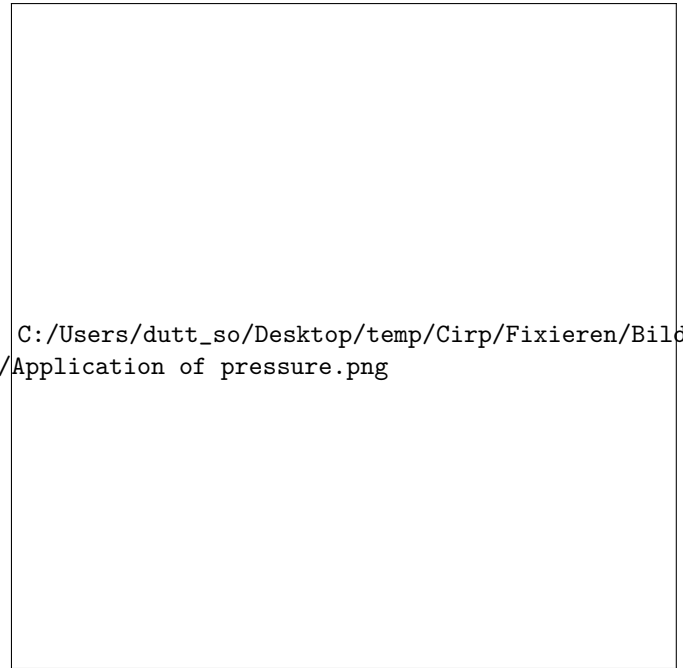 C:/Users/dutt_so/Desktop/temp/Cirp/Fixieren/Bild
/Application of pressure.png